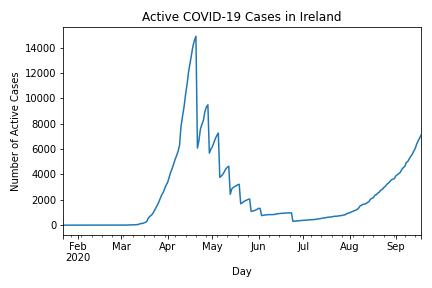 Active COVID-19 Cases in Ireland
14000
12000
10000
8000
6000
4000
2000
0
Number of Active Cases
Feb Mar Apr May Jun Jul Aug Sep
2020
Day